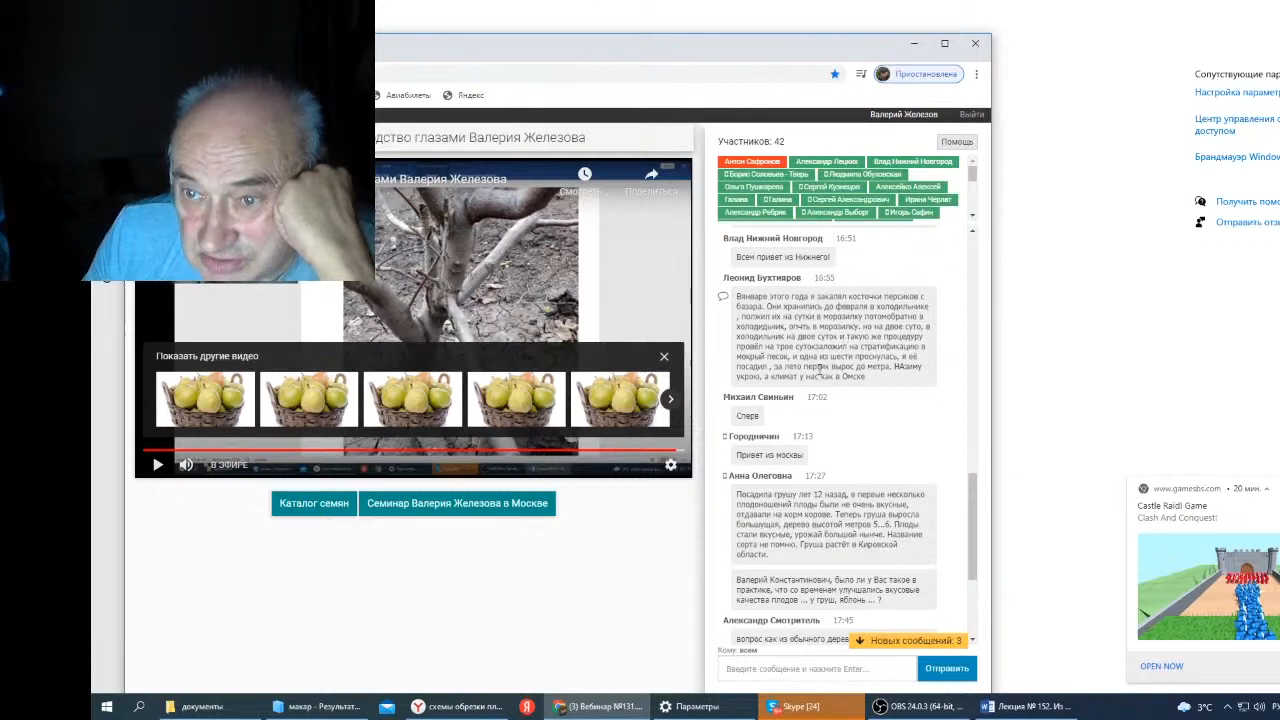 Сопутствующие пар
Приостановлена
Настройка параметр
Авиабилеты
Яндекс
Валерий Железов
Выйти
Центр управления с
доступом
дство глазами Валерия Железова
Участников: 42
Помощь
Брандмауэр Window
Антон Сафронов
Александр Лецких
Влад Нижний Новгород
Борис Соловьев - Тверь
Людмила Обуховская
Ольга Пушкарева
Сергей Кузнецов
Алексейко Алексей
Галина
Галина
Сергей Александрович
Ирина Черлат
Александр Ребрик
Александр Выборг
Игорь Сафин
ами Валерия Железова
Смотреть
Поделиться
Получить помо
Отправить отз
Влад Нижний Новгород 16:51
Всем привет из Нижнего!
Леонид Бухтияров 16:55
Вянваре этого года я закалял косточки персиков с
базара. Они хранились до февраля в холодильнике
, полжил их на сутки в морозилку потомобратно в
холодидьник, опчть в морозилку. но на двое суто, в
холодильник на двое суток и такую же процедуру
провёл на трое сутокзаложил на стратификацию в
мокрый песок, и одна из шести проснулась, я её
посадил , за лето персик вырос до метра. НАзиму
укрою, а климат у нас как в Омске
Михаил Свиньин 17:02
Сперв
Городничин 17:13
Привет из москвы
Анна Олеговна 17:27
Посадила грушу лет 12 назад, в первые несколько
плодоношений плоды были не очень вкусные,
отдавали на корм корове. Теперь груша выросла
большущая, дерево высотой метров 5...6. Плоды
стали вкусные, урожай большой нынче. Название
сорта не помню. Груша растёт в Кировской
области.
Валерий Константинович, было ли у Вас такое в
практике, что со временем улучшались вкусовые
качества плодов ... у груш, яблонь ... ?
Александр Смотритель 17:45
вопрос как из обычного дерев
Новых сообщений: 3
Кому: всем
Введите сообщение и нажмите Enter...
Отправить
Показать другие видео
В ЭФИРЕ
Каталог семян
Семинар Валерия Железова в Москве
www.gamesbs.com • 20 мин.
Castle Raid! Game
Clash And Conquest!
OPEN NOW
документы
макар - Результат...
схемы обрезки пл...
(3) Вебинар №131....
Параметры
Skype [24]
OBS 24.0.3 (64-bit, ...
Лекция № 152. Из ...
3°C
РУ